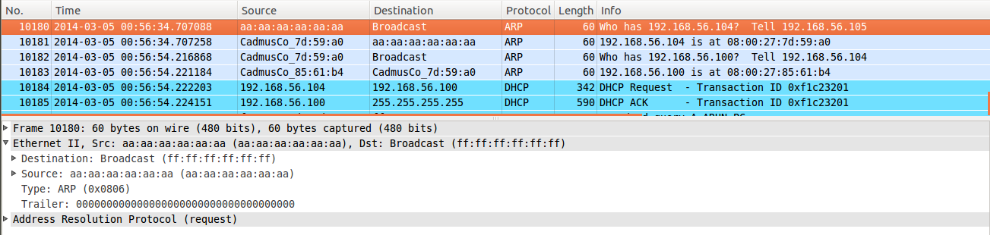 No. Time Source Destination Protocol Length Info
10180 2014-03-05 00:56:34.707088 aa:aa:aa:aa:aa:aa Broadcast ARP 60 Who has 192.168.56.104? Tell 192.168.56.105
10181 2014-03-05 00:56:34.707258 CadmusCo_7d:59:a0 aa:aa:aa:aa:aa:aa ARP 60 192.168.56.104 is at 08:00:27:7d:59:a0
10182 2014-03-05 00:56:54.216868 CadmusCo_7d:59:a0 Broadcast ARP 60 Who has 192.168.56.100? Tell 192.168.56.104
10183 2014-03-05 00:56:54.221184 CadmusCo_85:61:b4 CadmusCo_7d:59:a0 ARP 60 192.168.56.100 is at 08:00:27:85:61:b4
10184 2014-03-05 00:56:54.222203 192.168.56.104 192.168.56.100 DHCP 342 DHCP Request - Transaction ID 0xf1c23201
10185 2014-03-05 00:56:54.224151 192.168.56.100 255.255.255.255 DHCP 590 DHCP ACK - Transaction ID 0xf1c23201
Frame 10180: 60 bytes on wire (480 bits), 60 bytes captured (480 bits)
Ethernet II, Src: aa:aa:aa:aa:aa:aa (aa:aa:aa:aa:aa:aa), Dst: Broadcast (ff:ff:ff:ff:ff:ff)
Destination: Broadcast (ff:ff:ff:ff:ff:ff)
Source: aa:aa:aa:aa:aa:aa (aa:aa:aa:aa:aa:aa)
Type: ARP (0x0806)
Trailer: 000000000000000000000000000000000000
Address Resolution Protocol (request)